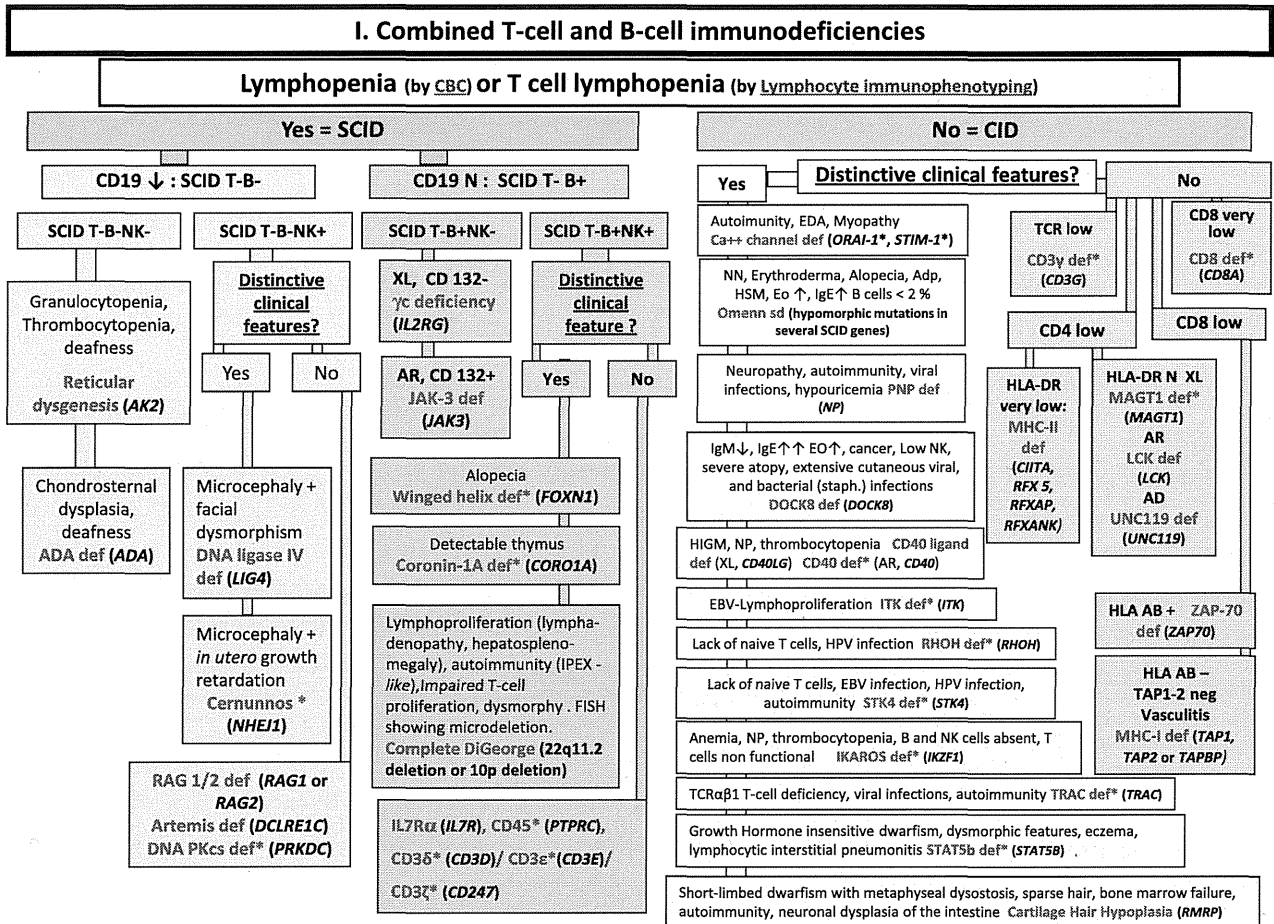 I. Combined T-cell and B-cell immunodeficiencies
Lymphopenia (by CBC) or T cell lymphopenia (by Lymphocyte immunophenotyping)
Yes = SCID
CD19 ↓ : SCID T-B-
CD19 N : SCID T- B+
SCID T-B-NK-
Granulocytopenia,
Thrombocytopenia,
deafness
Reticular
dysgenesis (AK2)
Chondrosternal
dysplasia,
deafness
ADA def (ADA)
SCID T-B-NK+
Distinctive
clinical
features?
Yes
No
Microcephaly +
facial
dysmorphism
DNA ligase IV
def (LIG4)
Microcephaly +
in utero growth
retardation
Cernunnos *
(NHEJ1)
RAG 1/2 def (RAG1 or
RAG2)
Artemis def (DCLRE1C)
DNA PKcs def* (PRKDC)
SCID T-B+NK-
XL, CD 132-
γc deficiency
(IL2RG)
AR, CD 132+
JAK-3 def
(JAK3)
SCID T-B+NK+
Distinctive
clinical
feature ?
Yes
No
Alopecia
Winged helix def* (FOXN1)
Detectable thymus
Coronin-1A def* (CORO1A)
Lymphoproliferation (lympha-
denopathy, hepatospleno-
megaly), autoimmunity (IPEX -
like),Impaired T-cell
proliferation, dysmorphy . FISH
showing microdeletion.
Complete DiGeorge (22q11.2
deletion or 10p deletion)
IL7Rα (IL7R), CD45* (PTPRC),
CD3δ* (CD3D)/ CD3ε*(CD3E)/
CD3ζ* (CD247)
No = CID
Distinctive clinical features?
Yes
No
Autoimunity, EDA, Myopathy
Ca++ channel def (ORAI-1*, STIM-1*)
NN, Erythroderma, Alopecia, Adp,
HSM, Eo ↑, IgE↑ B cells < 2 %
Omenn sd (hypomorphic mutations in
several SCID genes)
Neuropathy, autoimmunity, viral
infections, hypouricemia PNP def
(NP)
IgM↓, IgE↑↑ EO↑, cancer, Low NK,
severe atopy, extensive cutaneous viral,
and bacterial (staph.) infections
DOCK8 def (DOCK8)
HIGM, NP, thrombocytopenia CD40 ligand
def (XL, CD40LG) CD40 def* (AR, CD40)
EBV-Lymphoproliferation ITK def* (ITK)
Lack of naive T cells, HPV infection RHOH def* (RHOH)
Lack of naive T cells, EBV infection, HPV infection,
autoimmunity STK4 def* (STK4)
Anemia, NP, thrombocytopenia, B and NK cells absent, T
cells non functional IKAROS def* (IKZF1)
TCRαβ1 T-cell deficiency, viral infections, autoimmunity TRAC def* (TRAC)
Growth Hormone insensitive dwarfism, dysmorphic features, eczema,
lymphocytic interstitial pneumonitis STAT5b def* (STAT5B)
Short-limbed dwarfism with metaphyseal dysostosis, sparse hair, bone marrow failure,
autoimmunity, neuronal dysplasia of the intestine Cartilage Hair Hypoplasia (RMRP)
TCR low
CD3γ def*
(CD3G)
CD8 very
low
CD8 def*
(CD8A)
CD4 low
CD8 low
HLA-DR
very low:
MHC-II
def
(CIITA,
RFX 5,
RFXAP,
RFXANK)
HLA-DR N XL
MAGT1 def*
(MAGT1)
AR
LCK def
(LCK)
AD
UNC119 def
(UNC119)
HLA AB + ZAP-70
def (ZAP70)
HLA AB –
TAP1-2 neg
Vasculitis
MHC-I def (TAP1,
TAP2 or TAPBP)